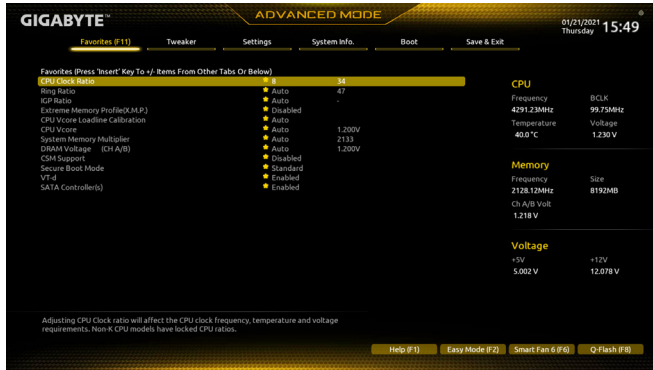 GIGABYTE™
ADVANCED MODE
01/21/2021 Thursday 15:49
Favorites (F11) Tweaker Settings System Info. Boot Save & Exit
Favorites (Press 'Insert' Key To +/- Items From Other Tabs Or Below)
CPU Clock Ratio 8 34
Ring Ratio Auto 47
IGP Ratio Auto -
Extreme Memory Profile(X.M.P.) Disabled
CPU Vcore Loadline Calibration Auto
CPU Vcore Auto 1.200V
System Memory Multiplier Auto 2133
DRAM Voltage (CH A/B) Auto 1.200V
CSM Support Disabled
Secure Boot Mode Standard
VT-d Enabled
SATA Controller(s) Enabled
CPU
Frequency BCLK
4291.23MHz 99.75MHz
Temperature Voltage
40.0 °C 1.230 V
Memory
Frequency Size
2128.12MHz 8192MB
Ch A/B Volt
1.218 V
Voltage
+5V +12V
5.002 V 12.078 V
Adjusting CPU Clock ratio will affect the CPU clock frequency, temperature and voltage
requirements. Non-K CPU models have locked CPU ratios.
Help (F1) Easy Mode (F2) Smart Fan 6 (F6) Q-Flash (F8)